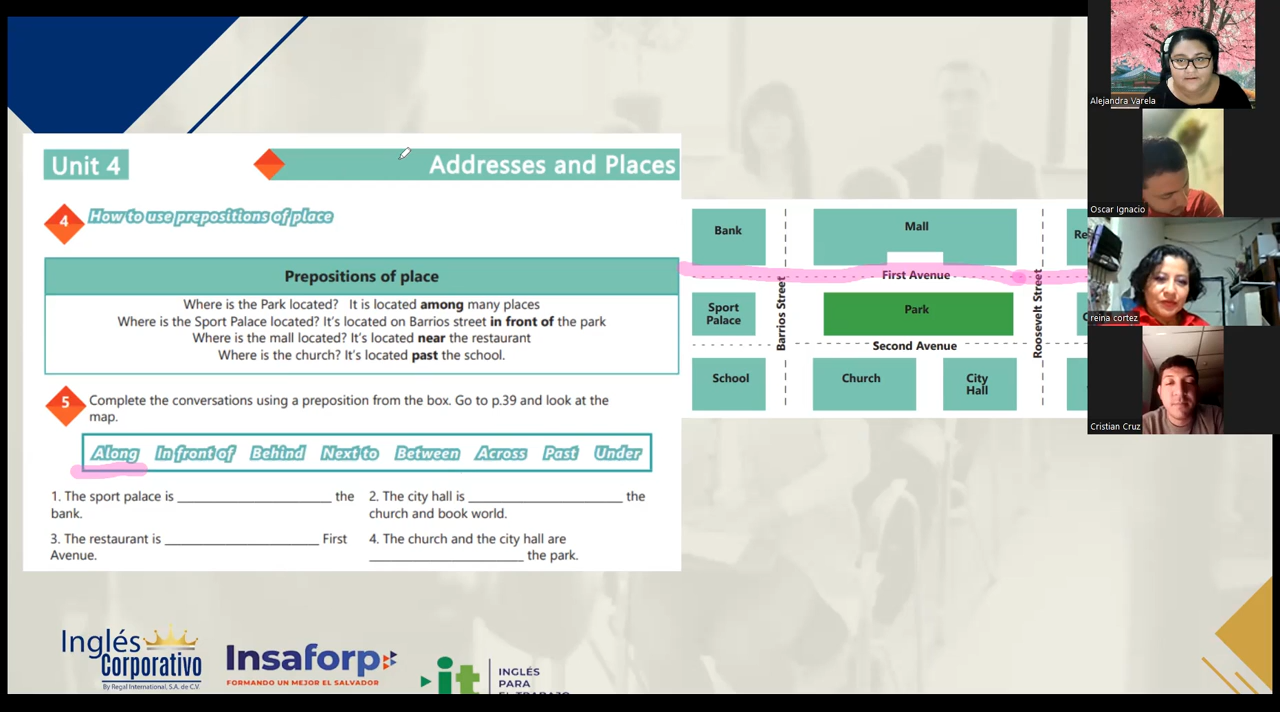 Unit 4
Addresses and Places
4
How to use prepositions of place
Prepositions of place
Where is the Park located? It is located among many places
Where is the Sport Palace located? It's located on Barrios street in front of the park
Where is the mall located? It's located near the restaurant
Where is the church? It's located past the school.
5
Complete the conversations using a preposition from the box. Go to p.39 and look at the
map.
Along In front of Behind Next to Between Across Past Under
1. The sport palace is ____________________ the
bank.
2. The city hall is ____________________ the
church and book world.
3. The restaurant is ____________________ First
Avenue.
4. The church and the city hall are
____________________ the park.
Bank
Mall
First Avenue
Sport
Palace
Barrios Street
Park
Roosevelt Street
Second Avenue
School
Church
City
Hall
Alejandra Varela
Oscar Ignacio
reina cortez
Cristian Cruz
Inglés
Corporativo
By Regal International, S.A. de C.V.
Insaforp
FORMANDO UN MEJOR EL SALVADOR
it
INGLÉS
PARA
EL TRABAJO